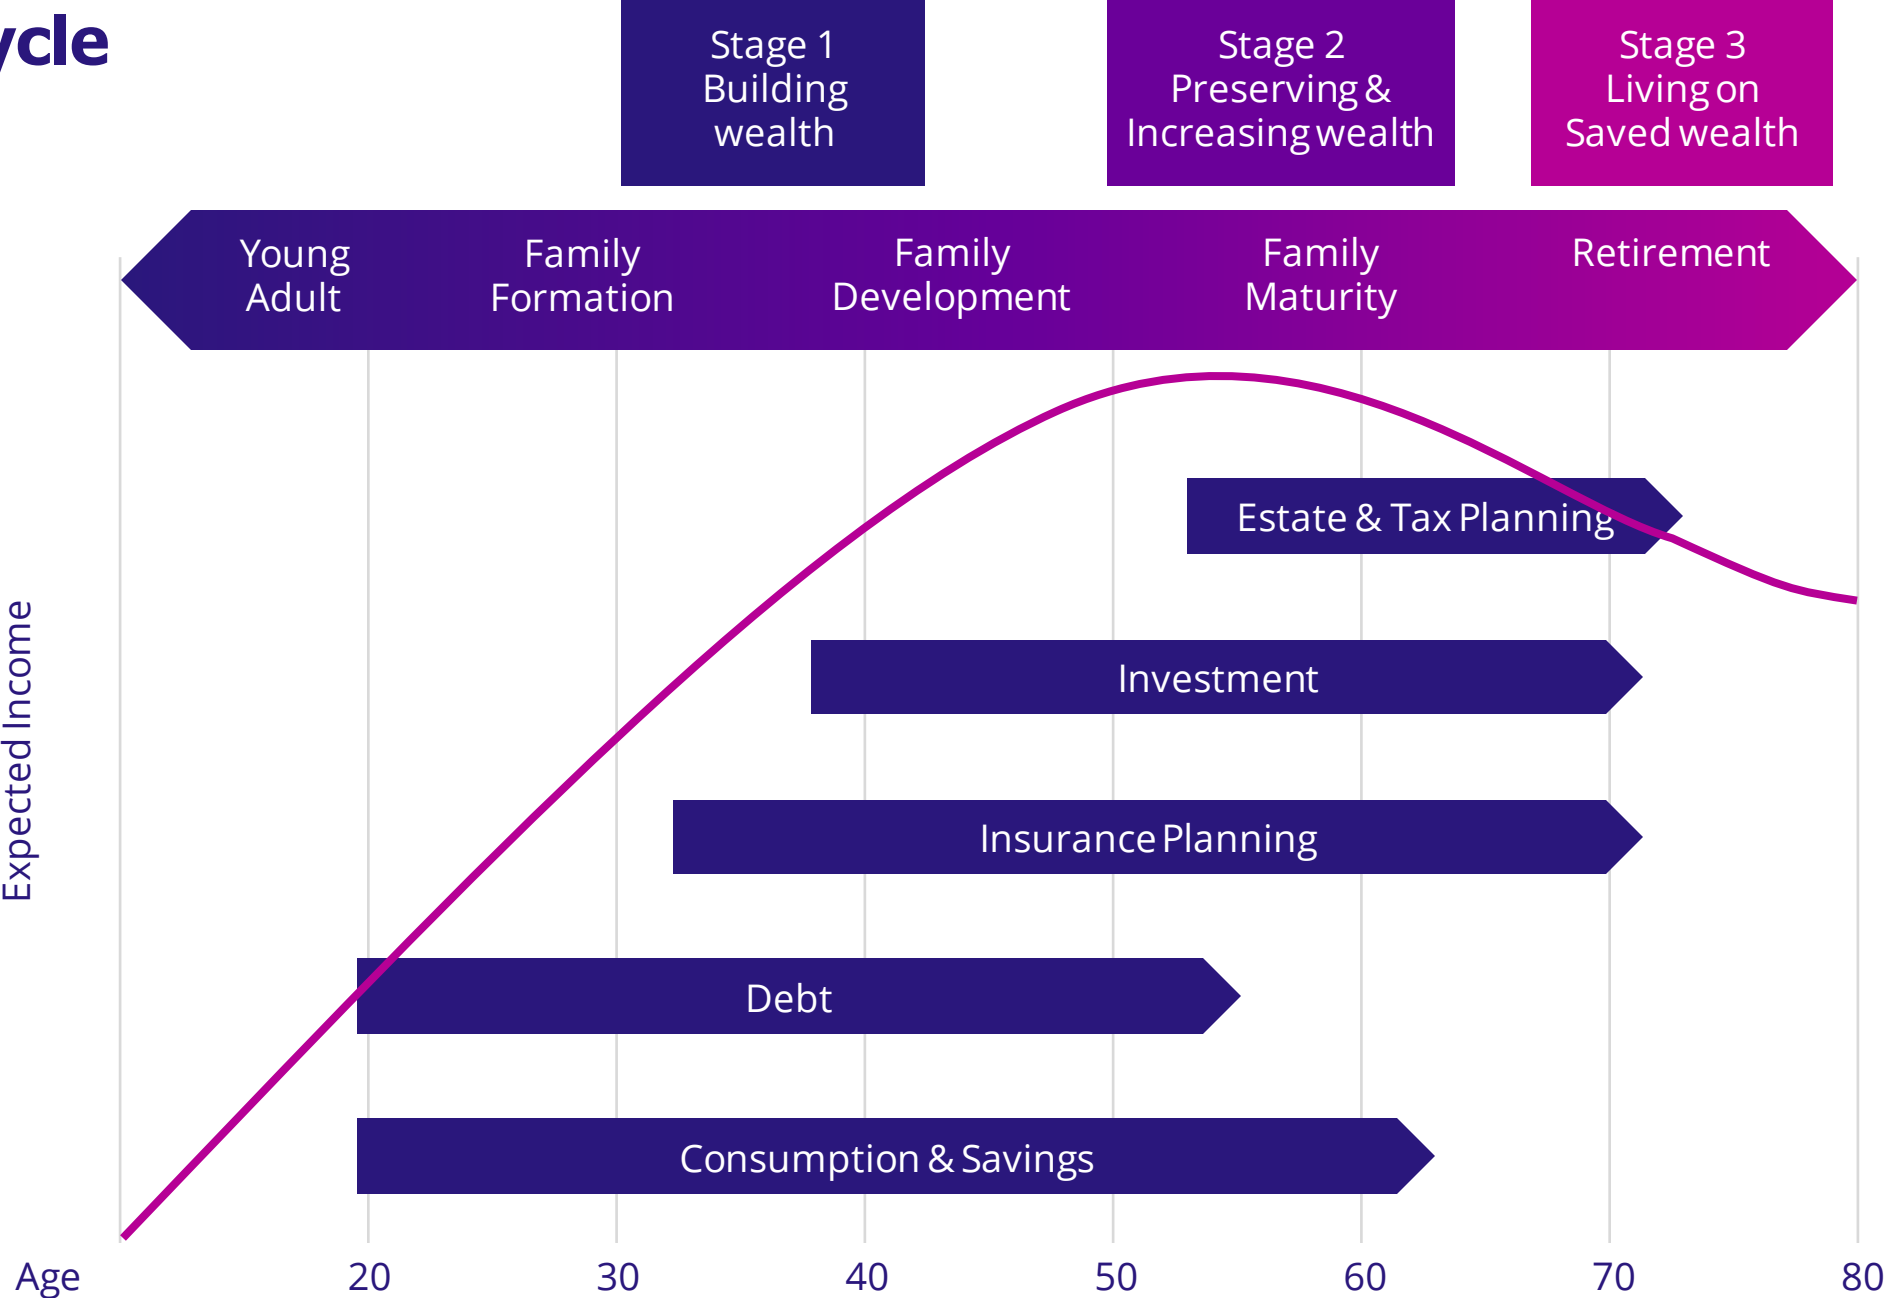 ycle
Stage 1
Building
wealth
Stage 2
Preserving &
Increasing wealth
Stage 3
Living on
Saved wealth
Young
Adult
Family
Formation
Family
Development
Family
Maturity
Retirement
Estate & Tax Planning
Investment
Insurance Planning
Debt
Consumption & Savings
Expected Income
Age 20 30 40 50 60 70 80